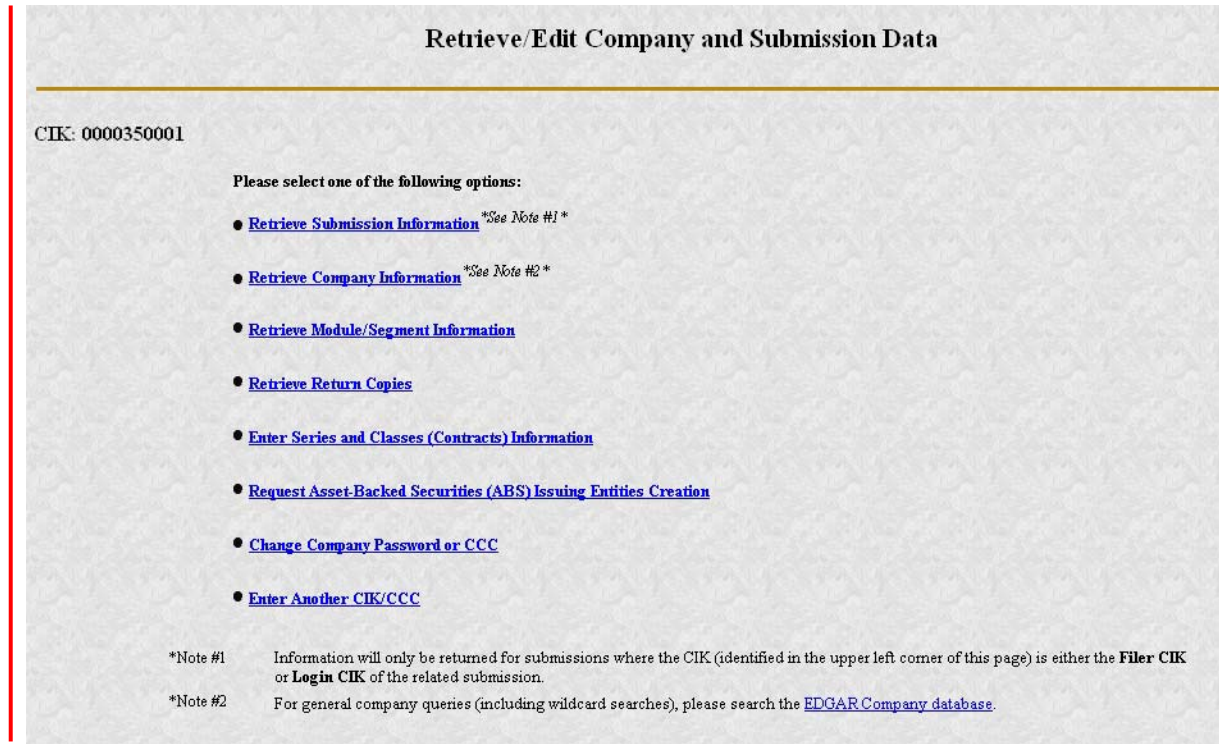 Retrieve/Edit Company and Submission Data
CIK: 0000350001
Please select one of the following options:
● Retrieve Submission Information *See Note #1 *
● Retrieve Company Information *See Note #2 *
● Retrieve Module/Segment Information
● Retrieve Return Copies
● Enter Series and Classes (Contracts) Information
● Request Asset-Backed Securities (ABS) Issuing Entities Creation
● Change Company Password or CCC
● Enter Another CIK/CCC
*Note #1 Information will only be returned for submissions where the CIK (identified in the upper left corner of this page) is either the Filer CIK
or Login CIK of the related submission.
*Note #2 For general company queries (including wildcard searches), please search the EDGAR Company database.